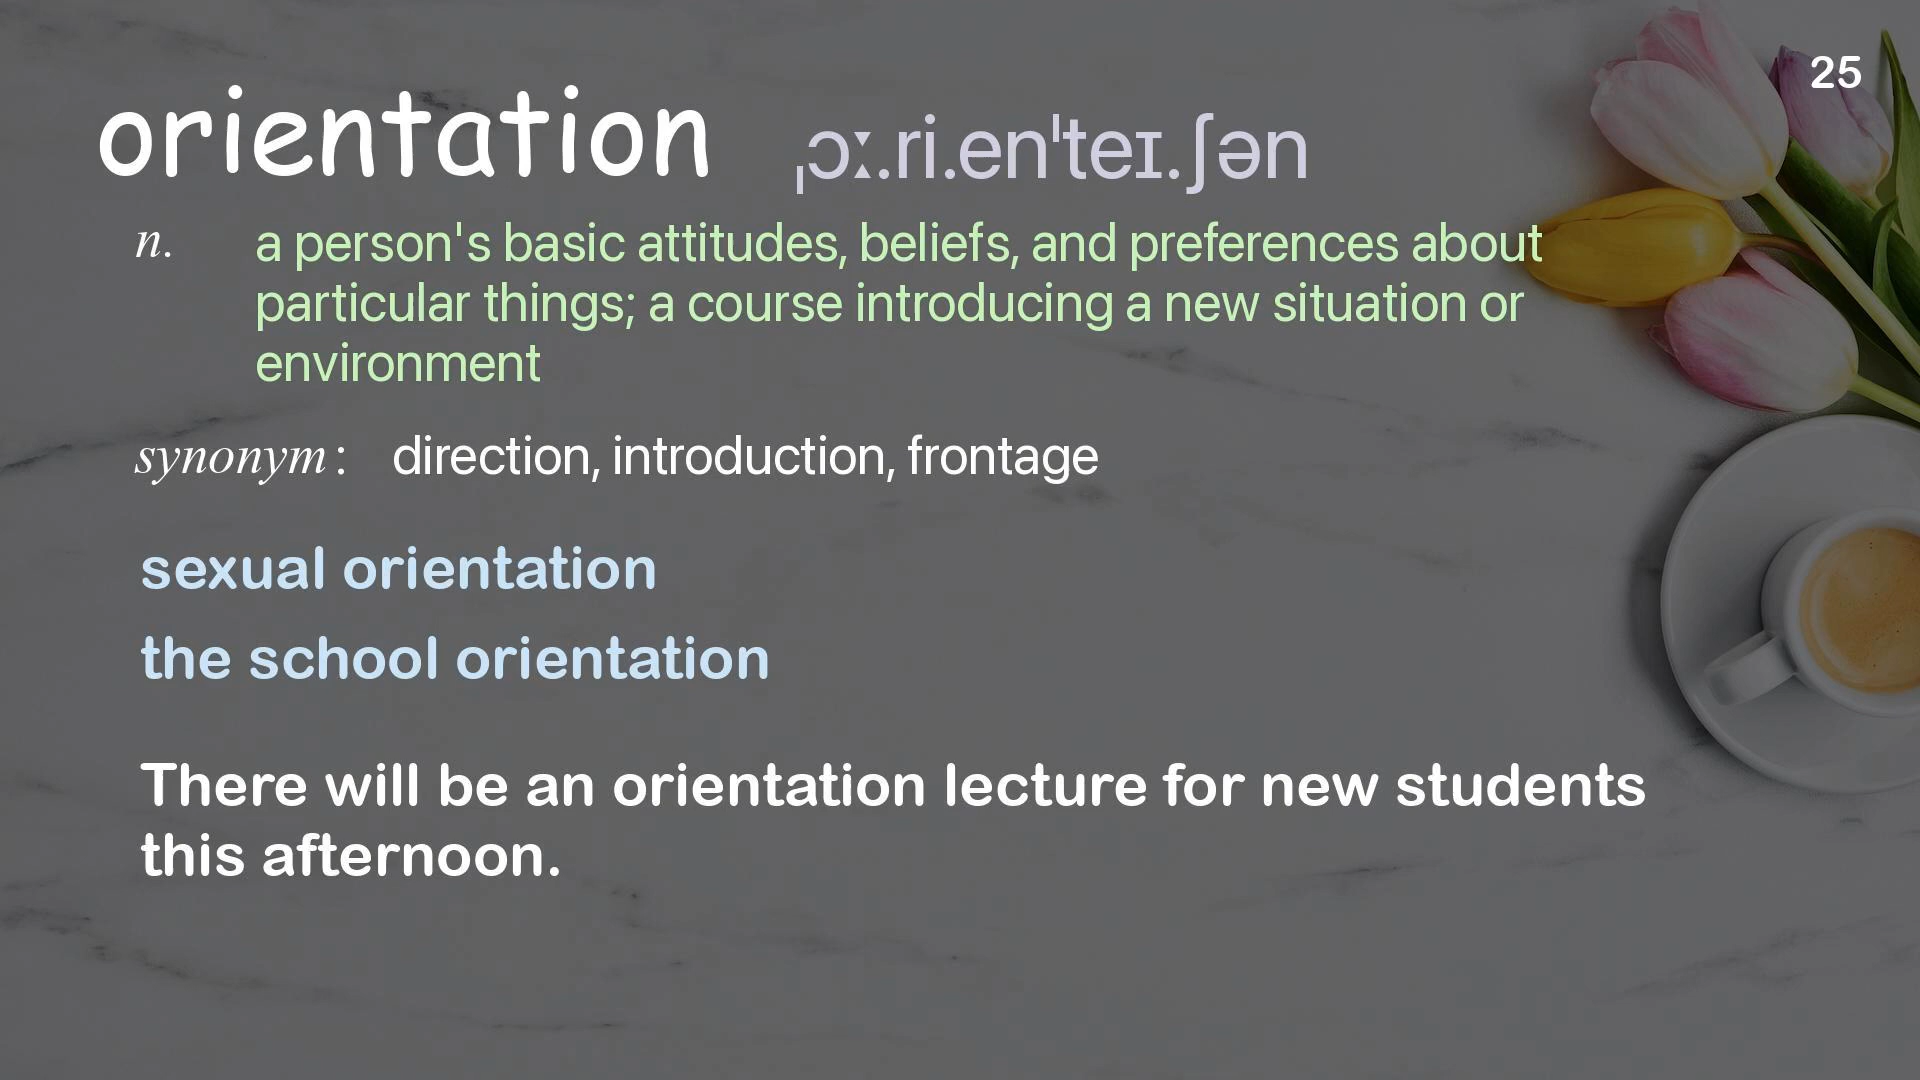 25
orientation ˌɔː.ri.enˈteɪ.ʃən
n. a person's basic attitudes, beliefs, and preferences about
particular things; a course introducing a new situation or
environment
synonym: direction, introduction, frontage
sexual orientation
the school orientation
There will be an orientation lecture for new students
this afternoon.